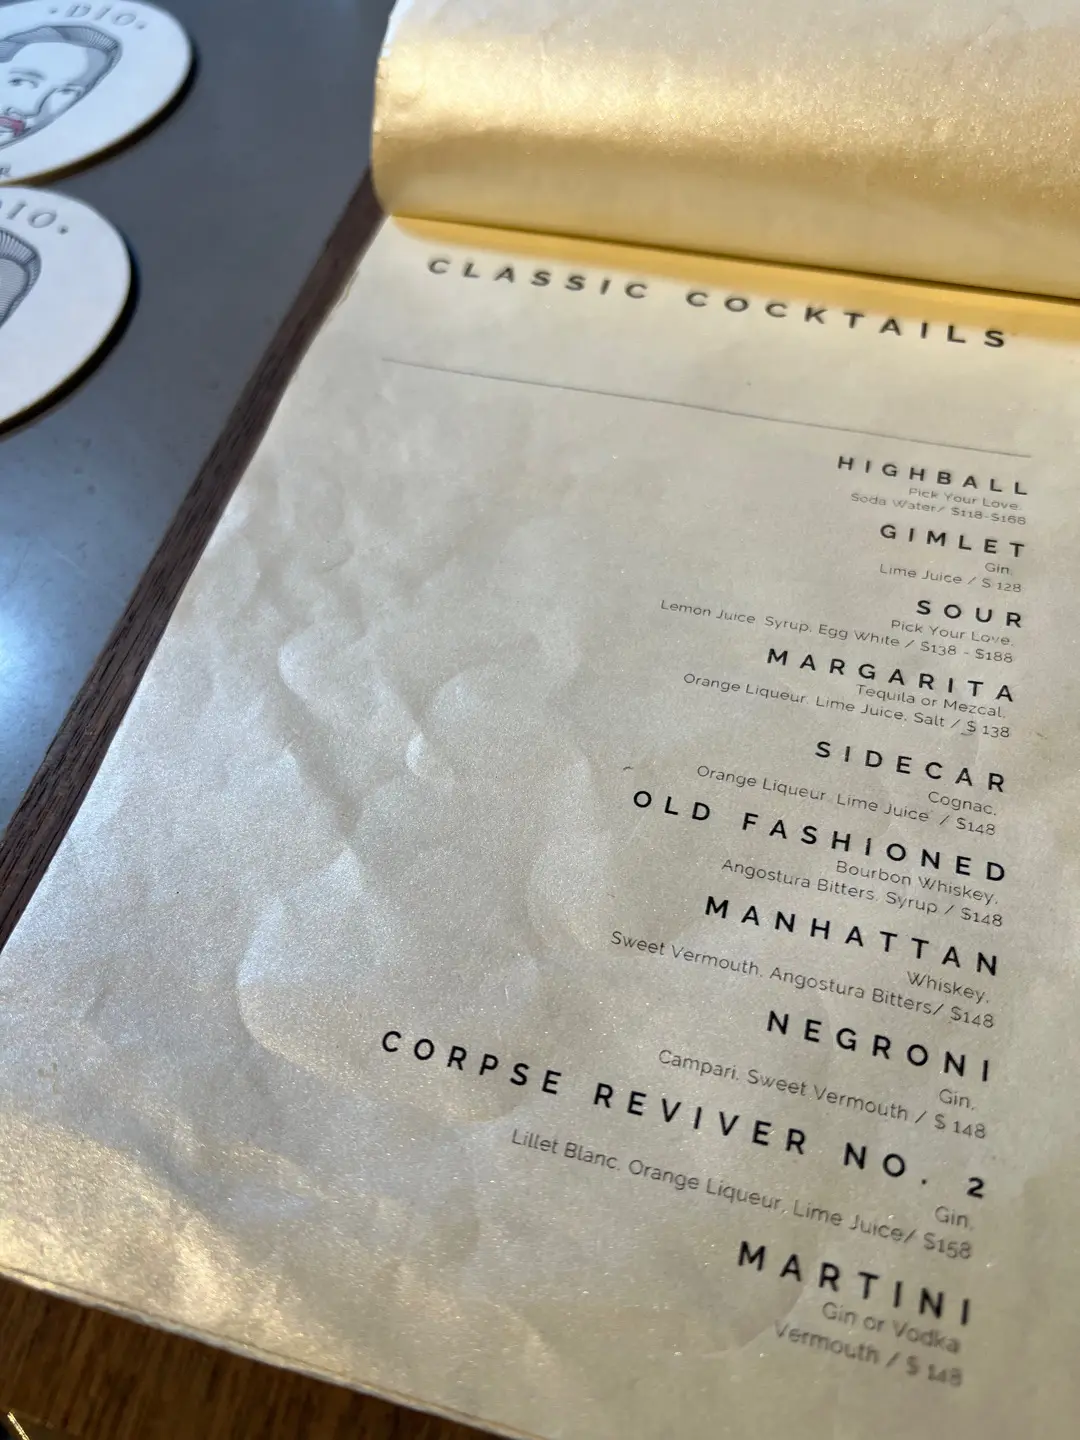 • DIO •
DIO •
CLASSIC COCKTAILS
HIGHBALL
Pick Your Love,
Soda Water/ $118-$168
GIMLET
Gin,
Lime Juice / $ 128
SOUR
Pick Your Love,
Lemon Juice, Syrup, Egg White / $138 - $188
MARGARITA
Tequila or Mezcal,
Orange Liqueur, Lime Juice, Salt / $ 138
SIDECAR
Cognac,
Orange Liqueur, Lime Juice / $148
OLD FASHIONED
Bourbon Whiskey,
Angostura Bitters, Syrup / $148
MANHATTAN
Whiskey,
Sweet Vermouth, Angostura Bitters/ $148
NEGRONI
Gin,
Campari, Sweet Vermouth / $ 148
CORPSE REVIVER NO. 2
Gin,
Lillet Blanc, Orange Liqueur, Lime Juice/ $158
MARTINI
Gin or Vodka
Vermouth / $ 148